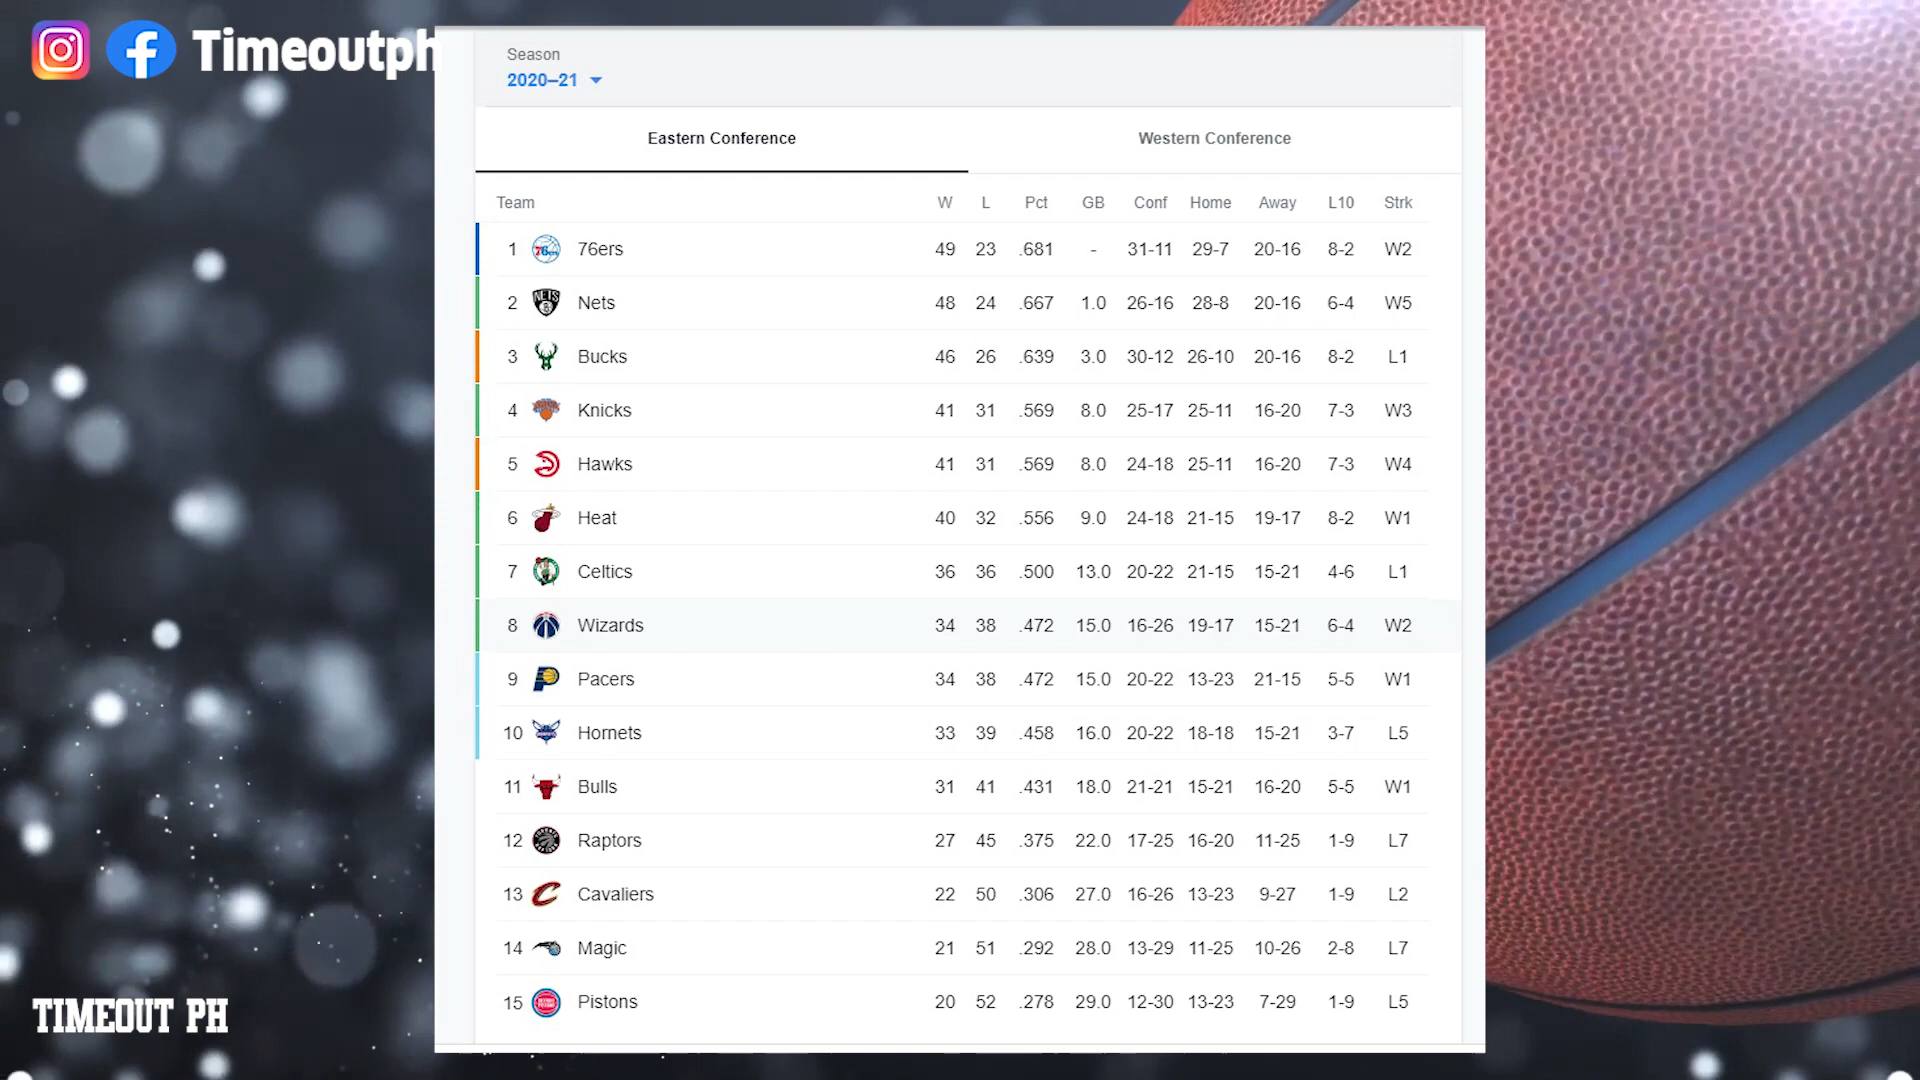 Timeoutph
Season
2020–21
Eastern Conference Western Conference
Team W L Pct GB Conf Home Away L10 Strk
1 76ers 49 23 .681 - 31-11 29-7 20-16 8-2 W2
2 NETS Nets 48 24 .667 1.0 26-16 28-8 20-16 6-4 W5
3 Bucks 46 26 .639 3.0 30-12 26-10 20-16 8-2 L1
4 Knicks 41 31 .569 8.0 25-17 25-11 16-20 7-3 W3
5 Hawks 41 31 .569 8.0 24-18 25-11 16-20 7-3 W4
6 Heat 40 32 .556 9.0 24-18 21-15 19-17 8-2 W1
7 Celtics 36 36 .500 13.0 20-22 21-15 15-21 4-6 L1
8 Wizards 34 38 .472 15.0 16-26 19-17 15-21 6-4 W2
9 Pacers 34 38 .472 15.0 20-22 13-23 21-15 5-5 W1
10 Hornets 33 39 .458 16.0 20-22 18-18 15-21 3-7 L5
11 Bulls 31 41 .431 18.0 21-21 15-21 16-20 5-5 W1
12 Raptors 27 45 .375 22.0 17-25 16-20 11-25 1-9 L7
13 Cavaliers 22 50 .306 27.0 16-26 13-23 9-27 1-9 L2
14 Magic 21 51 .292 28.0 13-29 11-25 10-26 2-8 L7
15 Pistons 20 52 .278 29.0 12-30 13-23 7-29 1-9 L5
TIMEOUT PH